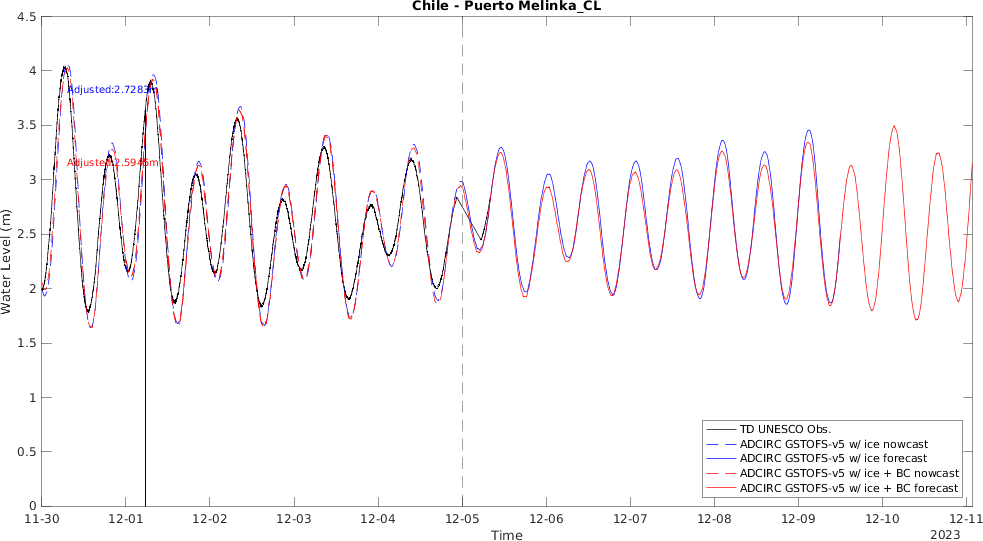 Chile - Puerto Melinka_CL
4.5
4
3.5
3
2.5
2
1.5
1
0.5
0
Water Level (m)
Adjusted:2.7283m
Adjusted:2.5946m
TD UNESCO Obs.
ADCIRC GSTOFS-v5 w/ ice nowcast
ADCIRC GSTOFS-v5 w/ ice forecast
ADCIRC GSTOFS-v5 w/ ice + BC nowcast
ADCIRC GSTOFS-v5 w/ ice + BC forecast
11-30 12-01 12-02 12-03 12-04 12-05 12-06 12-07 12-08 12-09 12-10 12-11
Time
2023